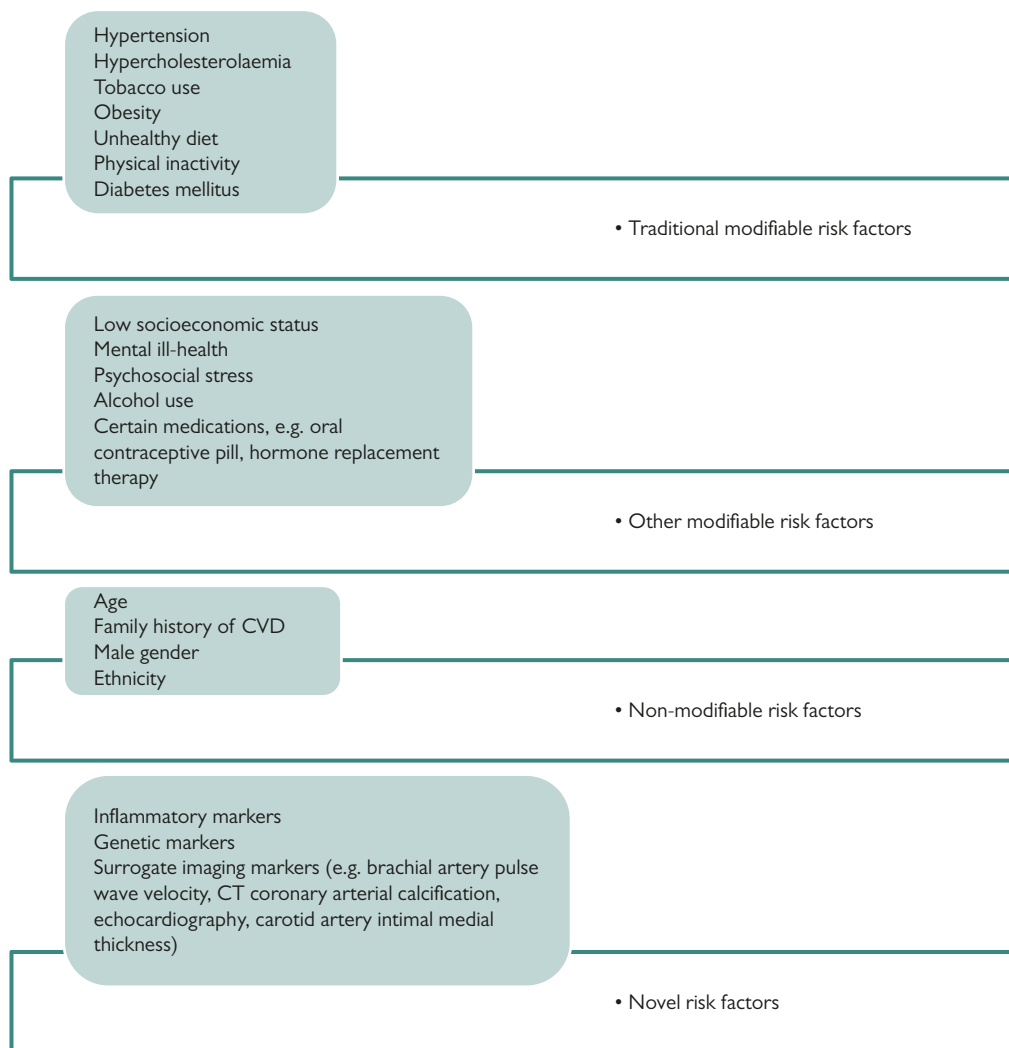 Hypertension
Hypercholesterolaemia
Tobacco use
Obesity
Unhealthy diet
Physical inactivity
Diabetes mellitus
• Traditional modifiable risk factors
Low socioeconomic status
Mental ill-health
Psychosocial stress
Alcohol use
Certain medications, e.g. oral
contraceptive pill, hormone replacement
therapy
• Other modifiable risk factors
Age
Family history of CVD
Male gender
Ethnicity
• Non-modifiable risk factors
Inflammatory markers
Genetic markers
Surrogate imaging markers (e.g. brachial artery pulse
wave velocity, CT coronary arterial calcification,
echocardiography, carotid artery intimal medial
thickness)
• Novel risk factors